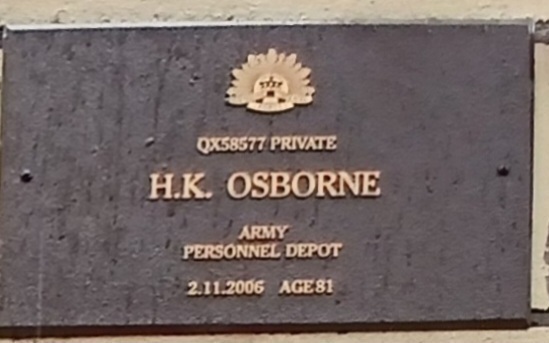 QX58577 PRIVATE
H.K. OSBORNE
ARMY
PERSONNEL DEPOT
2.11.2006 AGE 81